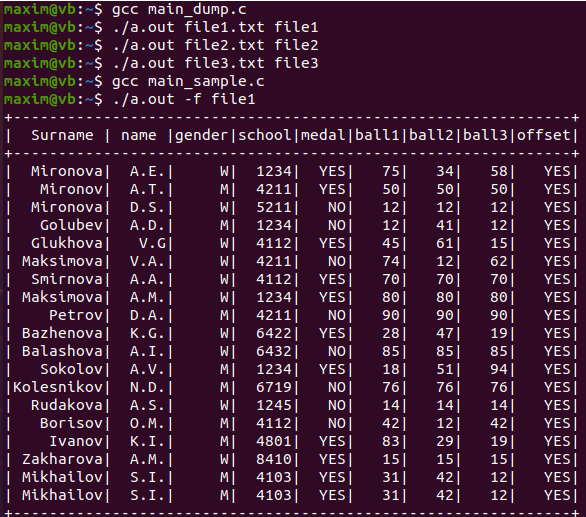 maxim@vb:~$ gcc main_dump.c
maxim@vb:~$ ./a.out file1.txt file1
maxim@vb:~$ ./a.out file2.txt file2
maxim@vb:~$ ./a.out file3.txt file3
maxim@vb:~$ gcc main_sample.c
maxim@vb:~$ ./a.out -f file1
+--------------------------------------------------------------+
|  Surname | name |gender|school|medal|ball1|ball2|ball3|offset|
+--------------------------------------------------------------+
|  Mironova|  A.E.|     W|  1234|  YES|   75|   34|   58|   YES|
|   Mironov|  A.T.|     M|  4211|  YES|   50|   50|   50|   YES|
|  Mironova|  D.S.|     W|  5211|   NO|   12|   12|   12|   YES|
|   Golubev|  A.D.|     M|  1234|   NO|   12|   41|   12|   YES|
|  Glukhova|   V.G|     W|  4112|  YES|   45|   61|   15|   YES|
| Maksimova|  V.A.|     W|  4211|   NO|   74|   12|   62|   YES|
|  Smirnova|  A.A.|     W|  4112|  YES|   70|   70|   70|   YES|
| Maksimova|  A.M.|     W|  1234|  YES|   80|   80|   80|   YES|
|    Petrov|  D.A.|     M|  4211|   NO|   90|   90|   90|   YES|
| Bazhenova|  K.G.|     W|  6422|  YES|   28|   47|   19|   YES|
| Balashova|  A.I.|     W|  6432|   NO|   85|   85|   85|   YES|
|   Sokolov|  A.V.|     M|  1234|  YES|   18|   51|   94|   YES|
|Kolesnikov|  N.D.|     M|  6719|   NO|   76|   76|   76|   YES|
|  Rudakova|  A.S.|     W|  1245|   NO|   14|   14|   14|   YES|
|   Borisov|  O.M.|     M|  4112|   NO|   42|   12|   42|   YES|
|    Ivanov|  K.I.|     M|  4801|  YES|   83|   29|   19|   YES|
| Zakharova|  A.M.|     W|  8410|  YES|   15|   15|   15|   YES|
| Mikhailov|  S.I.|     M|  4103|  YES|   31|   42|   12|   YES|
| Mikhailov|  S.I.|     M|  4103|  YES|   31|   42|   12|   YES|
+--------------------------------------------------------------+